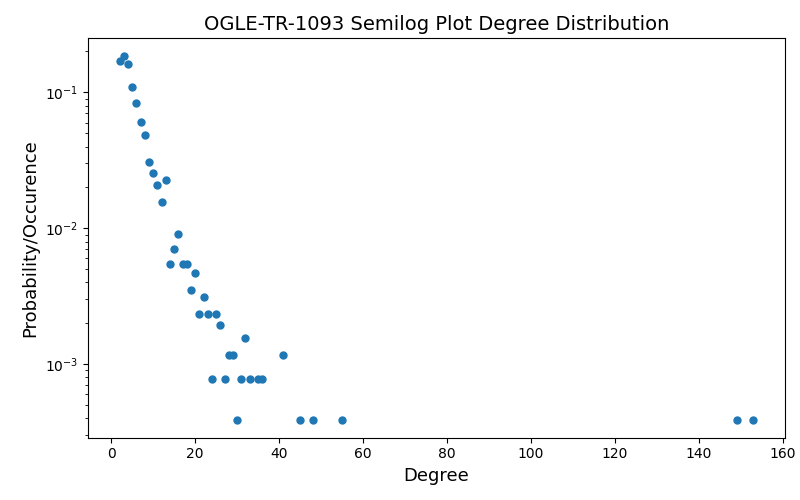 OGLE-TR-1093 Semilog Plot Degree Distribution
Probability/Occurence
10⁻¹
10⁻²
10⁻³
0 20 40 60 80 100 120 140 160
Degree